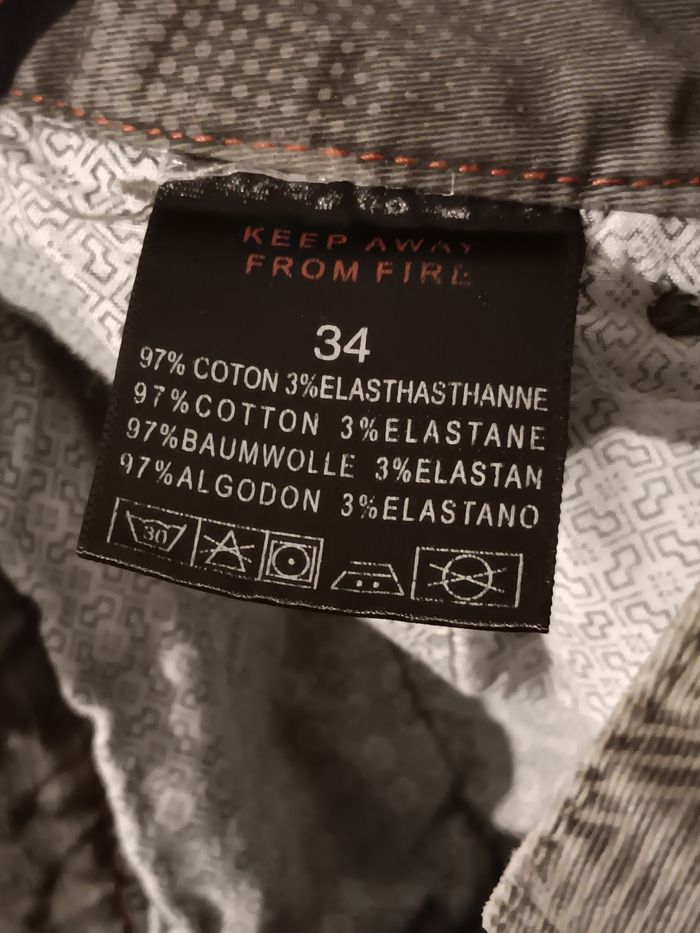 KEEP AWAY
FROM FIRE
34
97% COTON 3%ELASTHASTHANNE
97%COTTON 3%ELASTANE
97%BAUMWOLLE 3%ELASTAN
97%ALGODON 3%ELASTANO
30